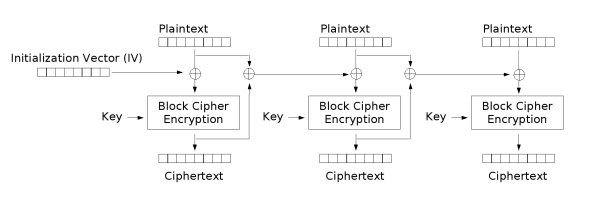 Plaintext
Plaintext
Plaintext
Initialization Vector (IV)
Key
Block Cipher
Encryption
Key
Block Cipher
Encryption
Key
Block Cipher
Encryption
Ciphertext
Ciphertext
Ciphertext